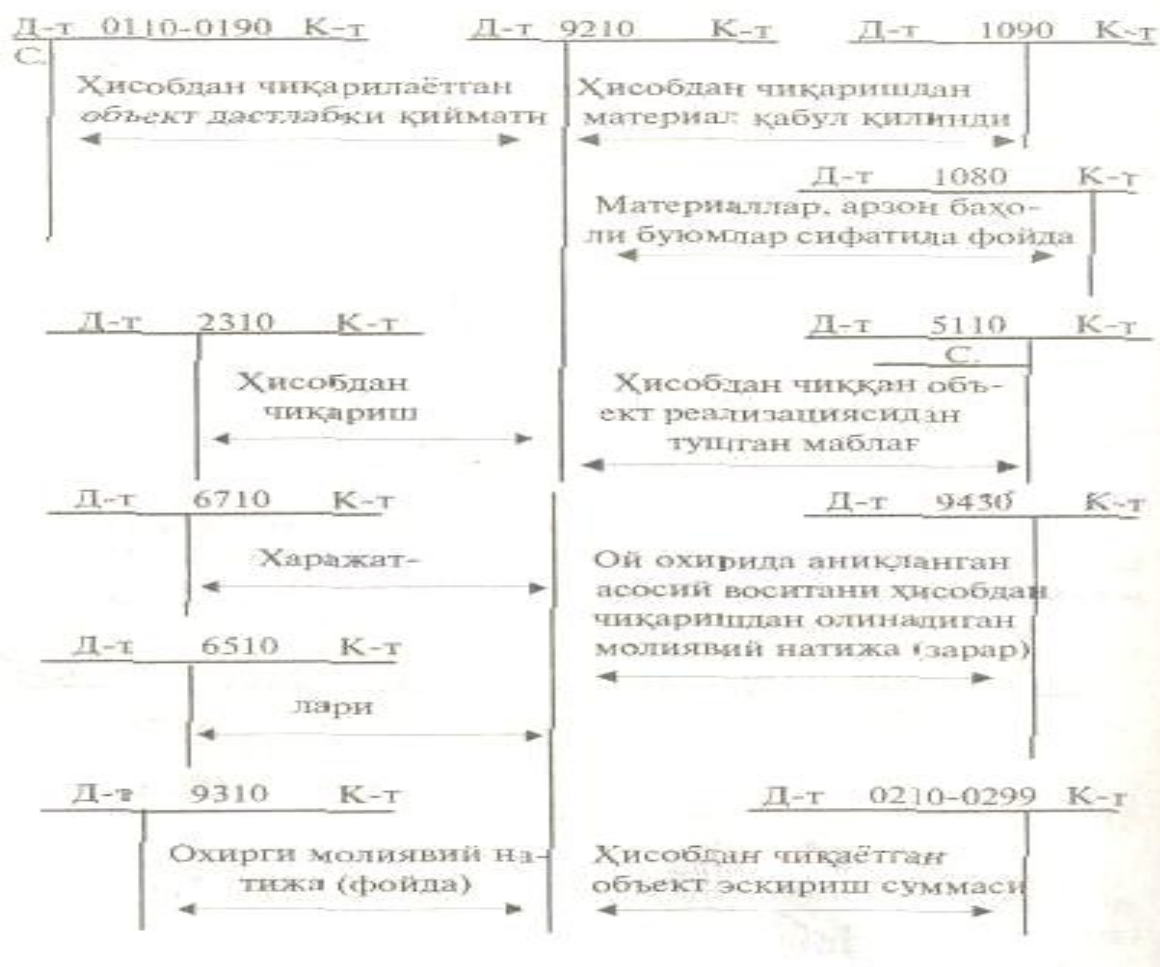 Д-т 0110-0190 К-т
С.
Ҳисобдан чиқарилаётган
объект дастлабки қиймати
Д-т 9210 К-т
Д-т 1090 К-т
Ҳисобдан чиқаришдан
материал қабул қилинди
Д-т 1080 К-т
Материаллар, арзон баҳо-
ли буюмлар сифатида фойда
Д-т 2310 К-т
Ҳисобдан
чиқариш
Д-т 5110 К-т
С.
Ҳисобдан чиққан объ-
ект реализациясидан
тушган маблағ
Д-т 6710 К-т
Харажат-
Д-т 9430 К-т
Ой охирида аниқланган
асосий воситани ҳисобдан
чиқаришдан олинадиган
молиявий натижа (зарар)
Д-т 6510 К-т
лари
Д-т 9310 К-т
Охирги молиявий на-
тижа (фойда)
Д-т 0210-0299 К-т
Ҳисобдан чиқаётган
объект эскириш суммаси